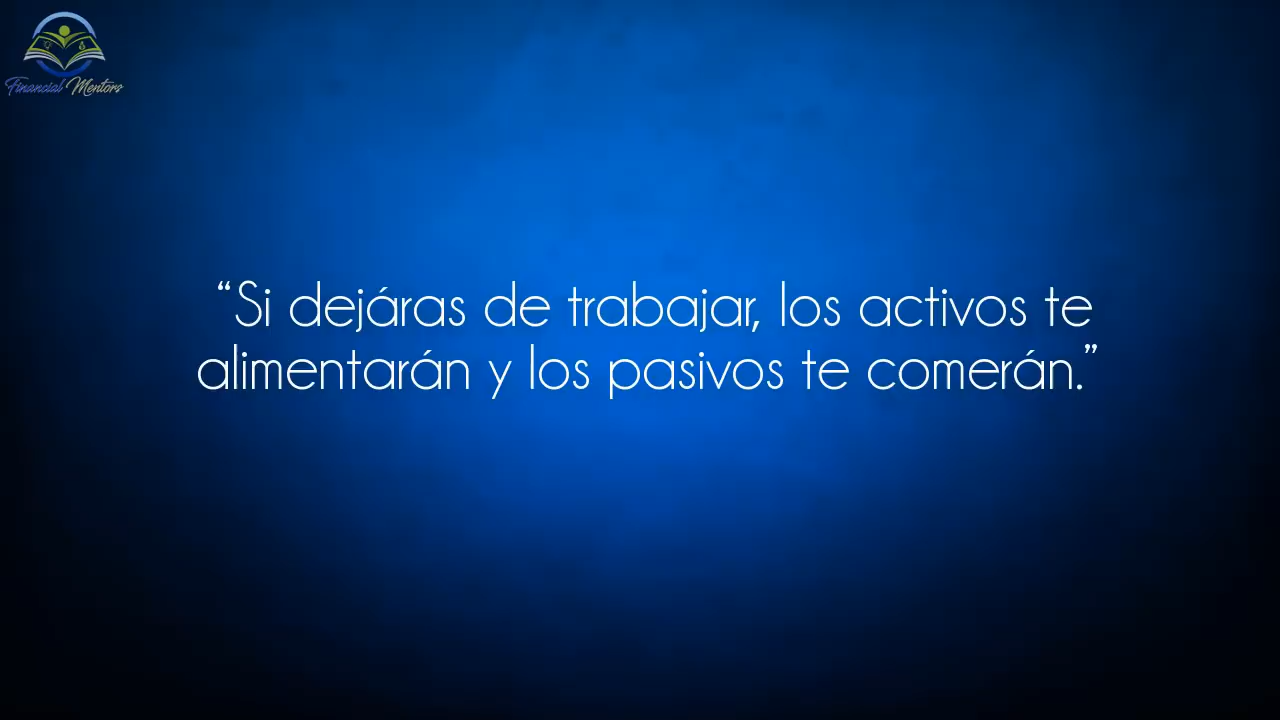 Financial Mentors
“Si dejáras de trabajar, los activos te
alimentarán y los pasivos te comerán.”